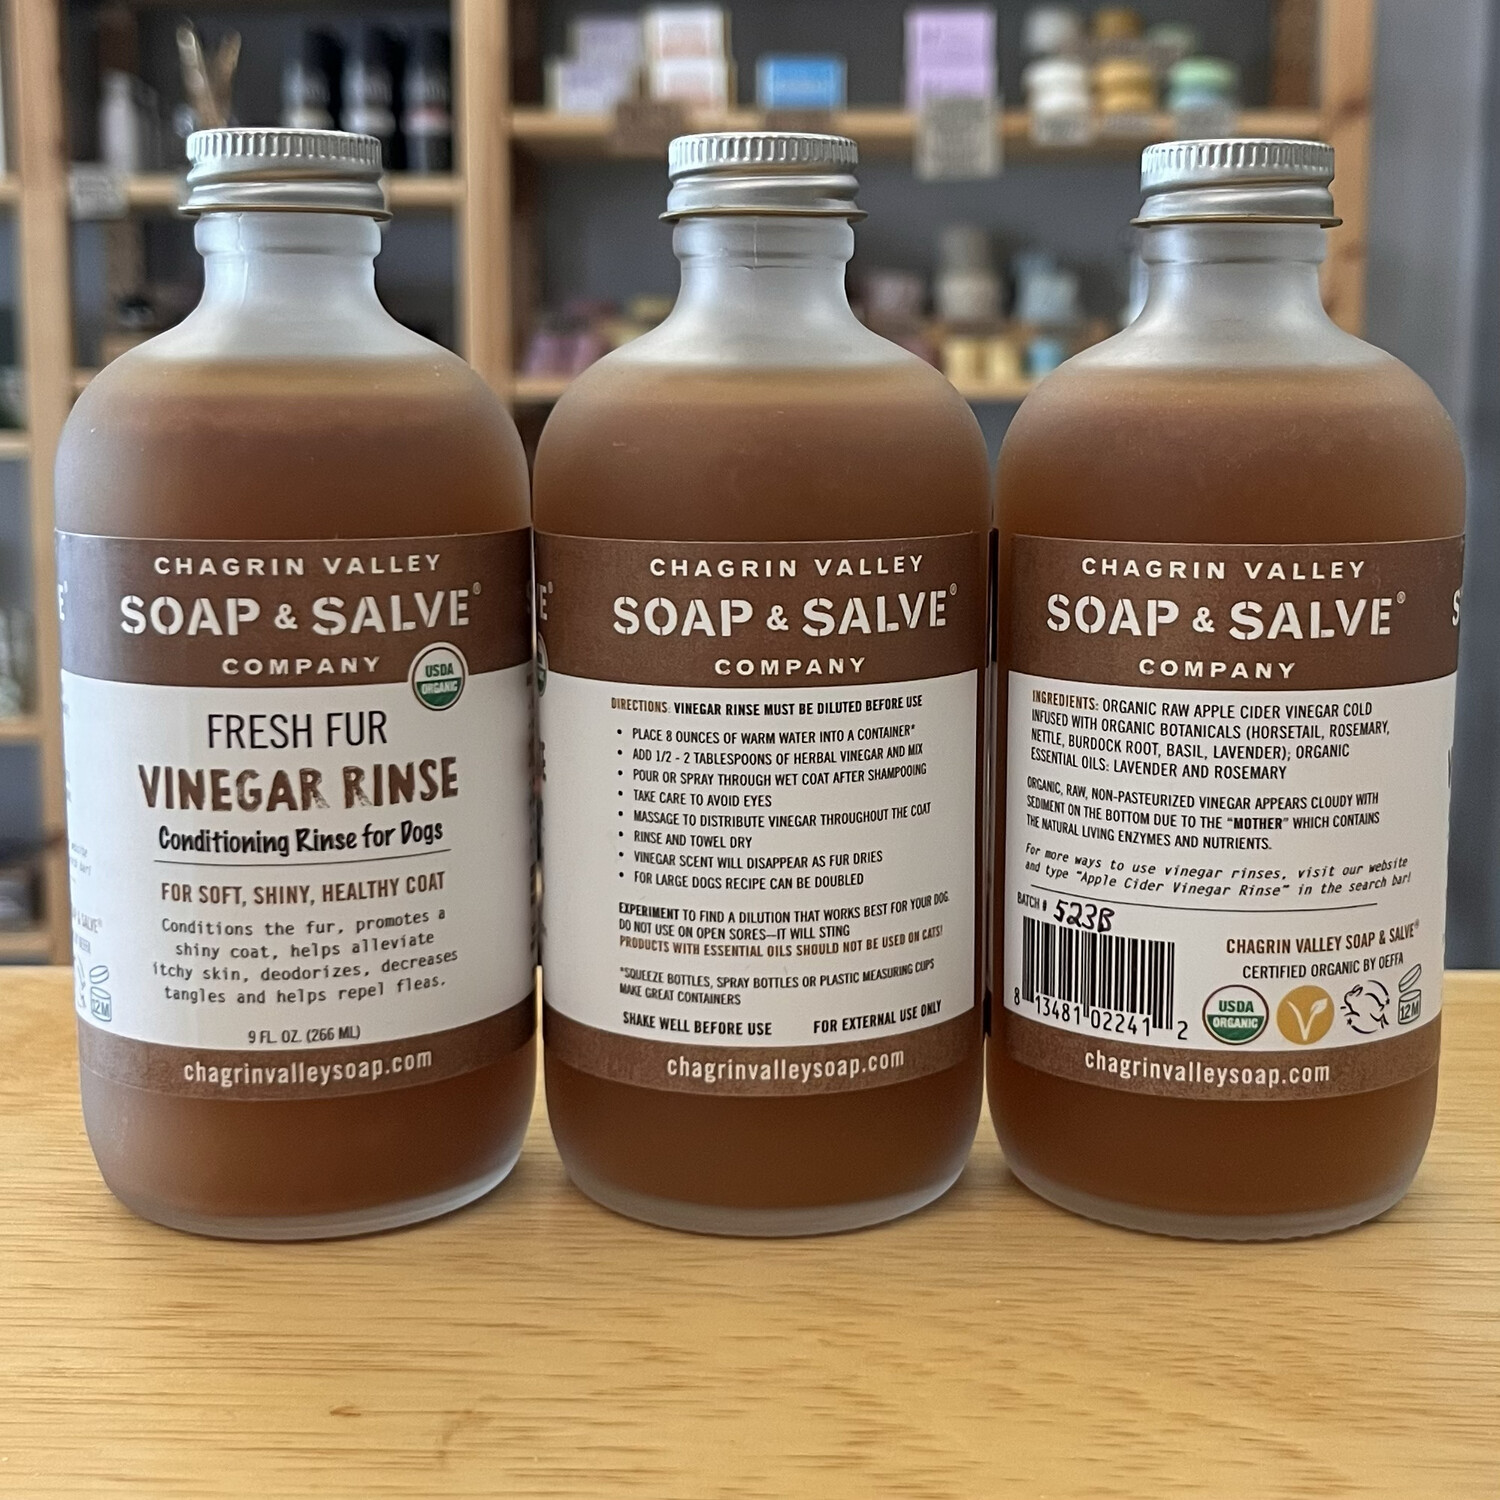 CHAGRIN VALLEY
SOAP & SALVE®
COMPANY
USDA
ORGANIC
FRESH FUR
VINEGAR RINSE
Conditioning Rinse for Dogs
FOR SOFT, SHINY, HEALTHY COAT
Conditions the fur, promotes a
shiny coat, helps alleviate
itchy skin, deodorizes, decreases
tangles and helps repel fleas.
9 FL. OZ. (266 ML)
chagrinvalleysoap.com
12M
CHAGRIN VALLEY
SOAP & SALVE®
COMPANY
DIRECTIONS: VINEGAR RINSE MUST BE DILUTED BEFORE USE
• PLACE 8 OUNCES OF WARM WATER INTO A CONTAINER*
• ADD 1/2 - 2 TABLESPOONS OF HERBAL VINEGAR AND MIX
• POUR OR SPRAY THROUGH WET COAT AFTER SHAMPOOING
• TAKE CARE TO AVOID EYES
• MASSAGE TO DISTRIBUTE VINEGAR THROUGHOUT THE COAT
• RINSE AND TOWEL DRY
• VINEGAR SCENT WILL DISAPPEAR AS FUR DRIES
• FOR LARGE DOGS RECIPE CAN BE DOUBLED
EXPERIMENT TO FIND A DILUTION THAT WORKS BEST FOR YOUR DOG.
DO NOT USE ON OPEN SORES—IT WILL STING
PRODUCTS WITH ESSENTIAL OILS SHOULD NOT BE USED ON CATS!
*SQUEEZE BOTTLES, SPRAY BOTTLES OR PLASTIC MEASURING CUPS
MAKE GREAT CONTAINERS
SHAKE WELL BEFORE USE FOR EXTERNAL USE ONLY
chagrinvalleysoap.com
CHAGRIN VALLEY
SOAP & SALVE®
COMPANY
INGREDIENTS: ORGANIC RAW APPLE CIDER VINEGAR COLD
INFUSED WITH ORGANIC BOTANICALS (HORSETAIL, ROSEMARY,
NETTLE, BURDOCK ROOT, BASIL, LAVENDER); ORGANIC
ESSENTIAL OILS: LAVENDER AND ROSEMARY
ORGANIC, RAW, NON-PASTEURIZED VINEGAR APPEARS CLOUDY WITH
SEDIMENT ON THE BOTTOM DUE TO THE "MOTHER" WHICH CONTAINS
THE NATURAL LIVING ENZYMES AND NUTRIENTS.
For more ways to use vinegar rinses, visit our website
and type "Apple Cider Vinegar Rinse" in the search bar!
BATCH # 523B
8 13481 02241 2
CHAGRIN VALLEY SOAP & SALVE®
CERTIFIED ORGANIC BY OEFFA
USDA
ORGANIC
V
12M
chagrinvalleysoap.com